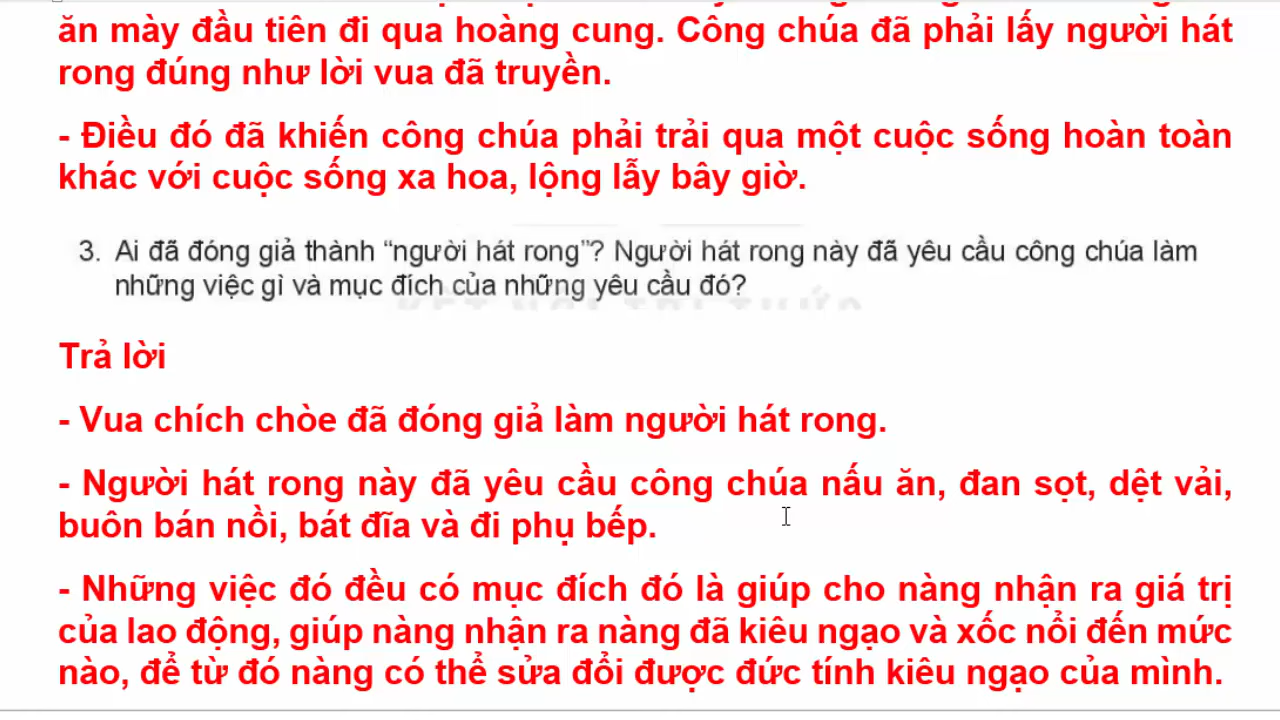 ăn mày đầu tiên đi qua hoàng cung. Công chúa đã phải lấy người hát
rong đúng như lời vua đã truyền.
- Điều đó đã khiến công chúa phải trải qua một cuộc sống hoàn toàn
khác với cuộc sống xa hoa, lộng lẫy bây giờ.
3. Ai đã đóng giả thành “người hát rong”? Người hát rong này đã yêu cầu công chúa làm
những việc gì và mục đích của những yêu cầu đó?
Trả lời
- Vua chích chòe đã đóng giả làm người hát rong.
- Người hát rong này đã yêu cầu công chúa nấu ăn, đan sọt, dệt vải,
buôn bán nồi, bát đĩa và đi phụ bếp.
- Những việc đó đều có mục đích đó là giúp cho nàng nhận ra giá trị
của lao động, giúp nàng nhận ra nàng đã kiêu ngạo và xốc nổi đến mức
nào, để từ đó nàng có thể sửa đổi được đức tính kiêu ngạo của mình.